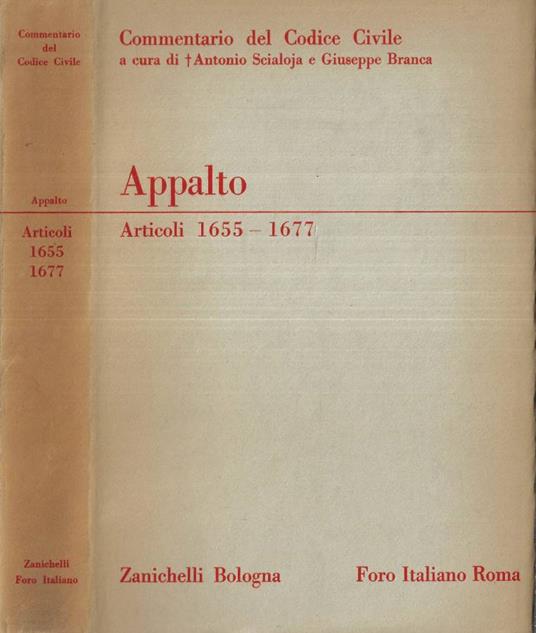 Commentario
del
Codice Civile
Appalto
Articoli
1655
1677
Zanichelli
Foro Italiano
Commentario del Codice Civile
a cura di † Antonio Scialoja e Giuseppe Branca
Appalto
Articoli 1655 – 1677
Zanichelli Bologna Foro Italiano Roma